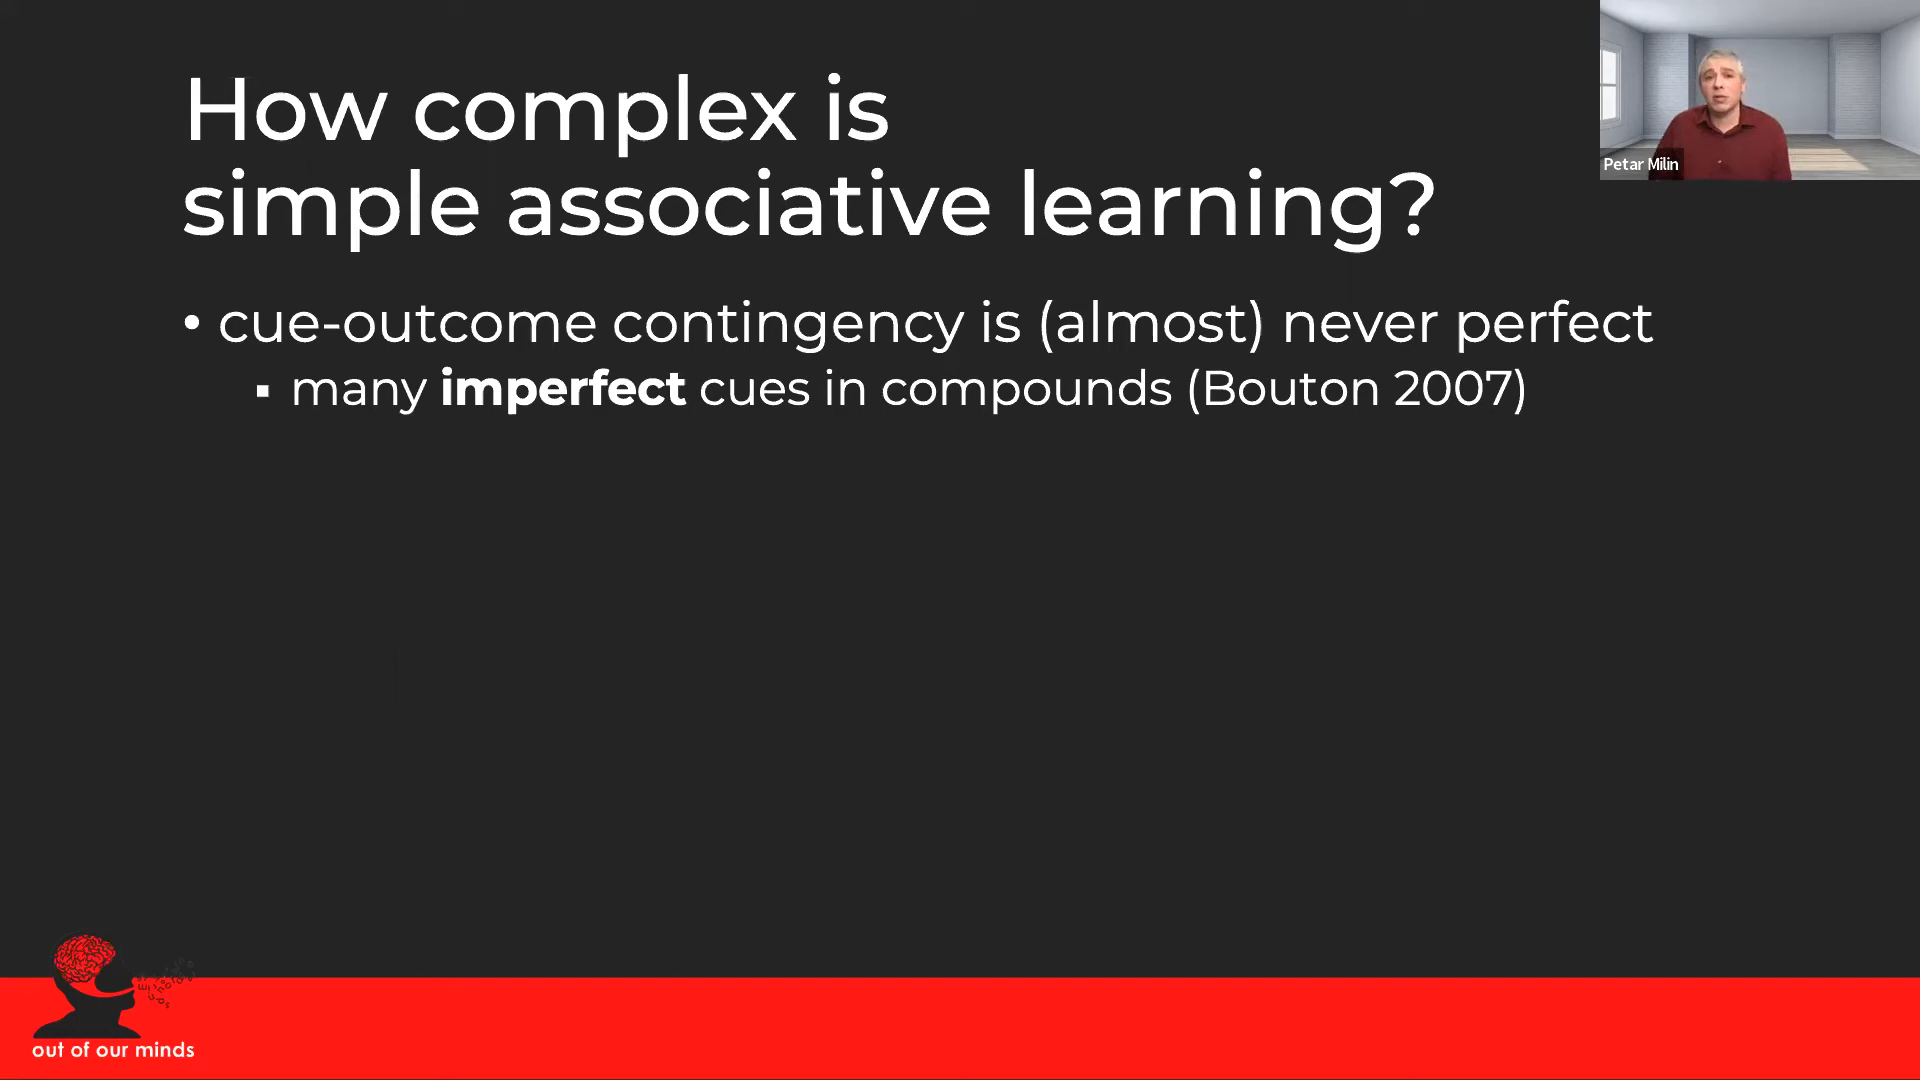 How complex is
simple associative learning?
• cue-outcome contingency is (almost) never perfect
▪ many imperfect cues in compounds (Bouton 2007)
Petar Milin
out of our minds